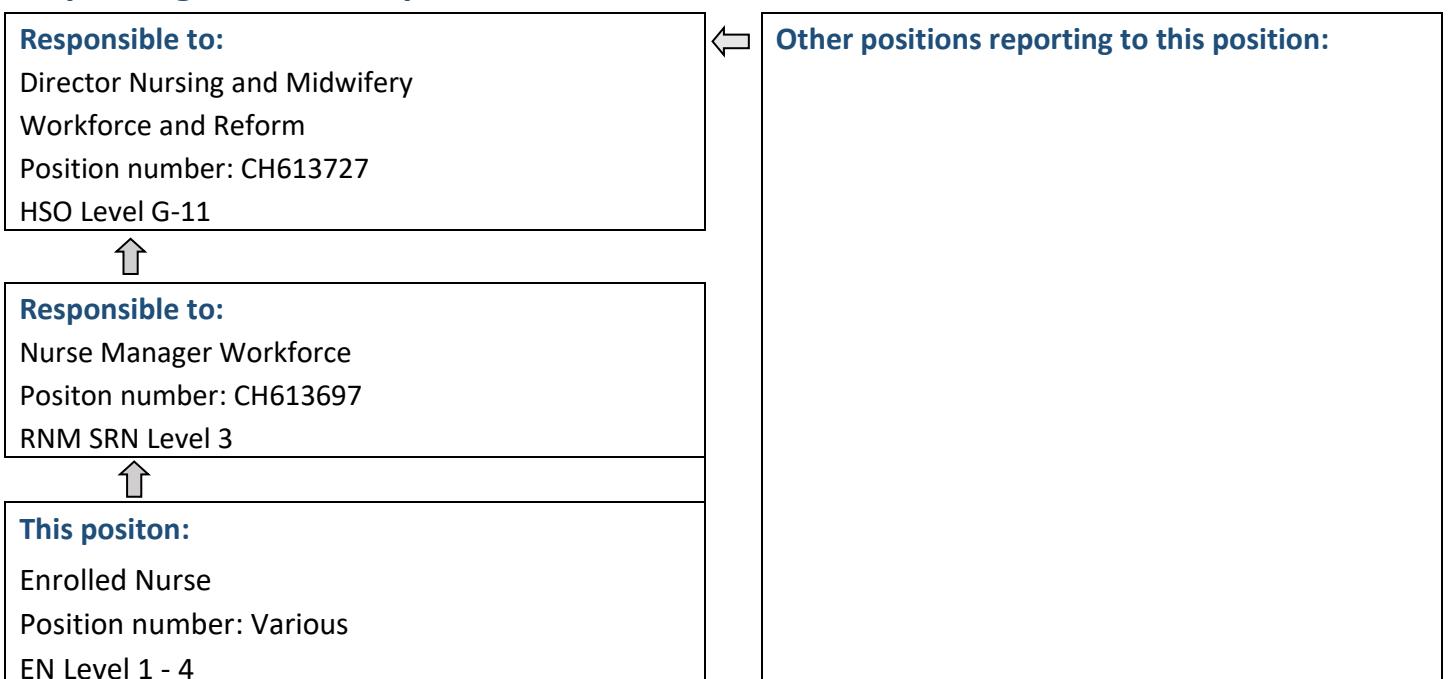 Responsible to:
Director Nursing and Midwifery
Workforce and Reform
Position number: CH613727
HSO Level G-11
Responsible to:
Nurse Manager Workforce
Positon number: CH613697
RNM SRN Level 3
This positon:
Enrolled Nurse
Position number: Various
EN Level 1 - 4
Other positions reporting to this position: